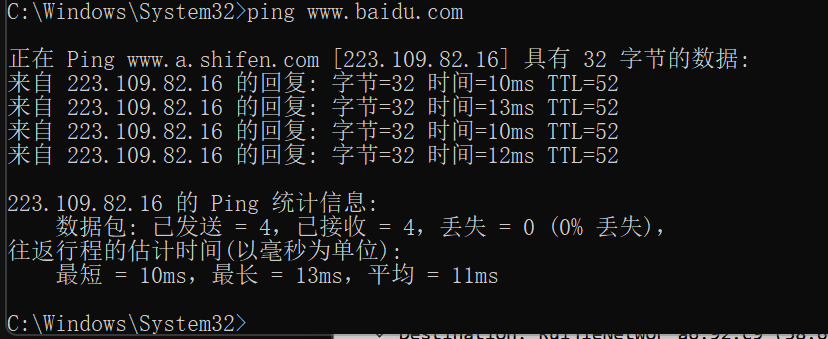 C:\Windows\System32>ping www.baidu.com
正在 Ping www.a.shifen.com [223.109.82.16] 具有 32 字节的数据:
来自 223.109.82.16 的回复: 字节=32 时间=10ms TTL=52
来自 223.109.82.16 的回复: 字节=32 时间=13ms TTL=52
来自 223.109.82.16 的回复: 字节=32 时间=10ms TTL=52
来自 223.109.82.16 的回复: 字节=32 时间=12ms TTL=52
223.109.82.16 的 Ping 统计信息:
数据包: 已发送 = 4，已接收 = 4，丢失 = 0 (0% 丢失)，
往返行程的估计时间(以毫秒为单位):
最短 = 10ms，最长 = 13ms，平均 = 11ms
C:\Windows\System32>